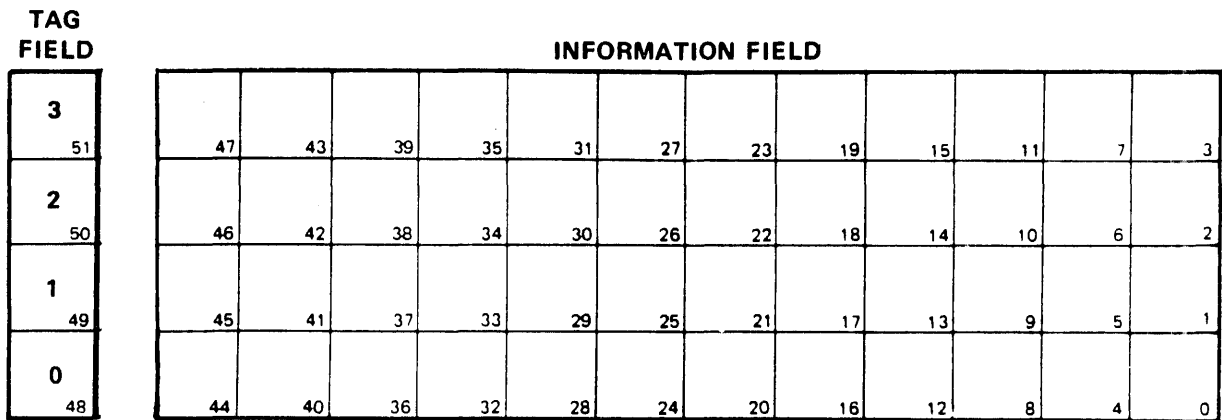 TAG
FIELD
INFORMATION FIELD
3
51 47 43 39 35 31 27 23 19 15 11 7 3
2
50 46 42 38 34 30 26 22 18 14 10 6 2
1
49 45 41 37 33 29 25 21 17 13 9 5 1
0
48 44 40 36 32 28 24 20 16 12 8 4 0